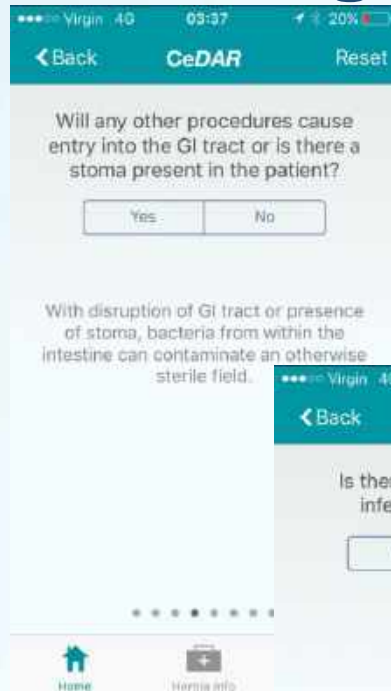 Virgin 4G 03:37 20%
Back CeDAR Reset
Will any other procedures cause
entry into the GI tract or is there a
stoma present in the patient?
Yes No
With disruption of GI tract or presence
of stoma, bacteria from within the
intestine can contaminate an otherwise
sterile field.
Home Hernia info
Virgin 4G
Back
Is ther
infe